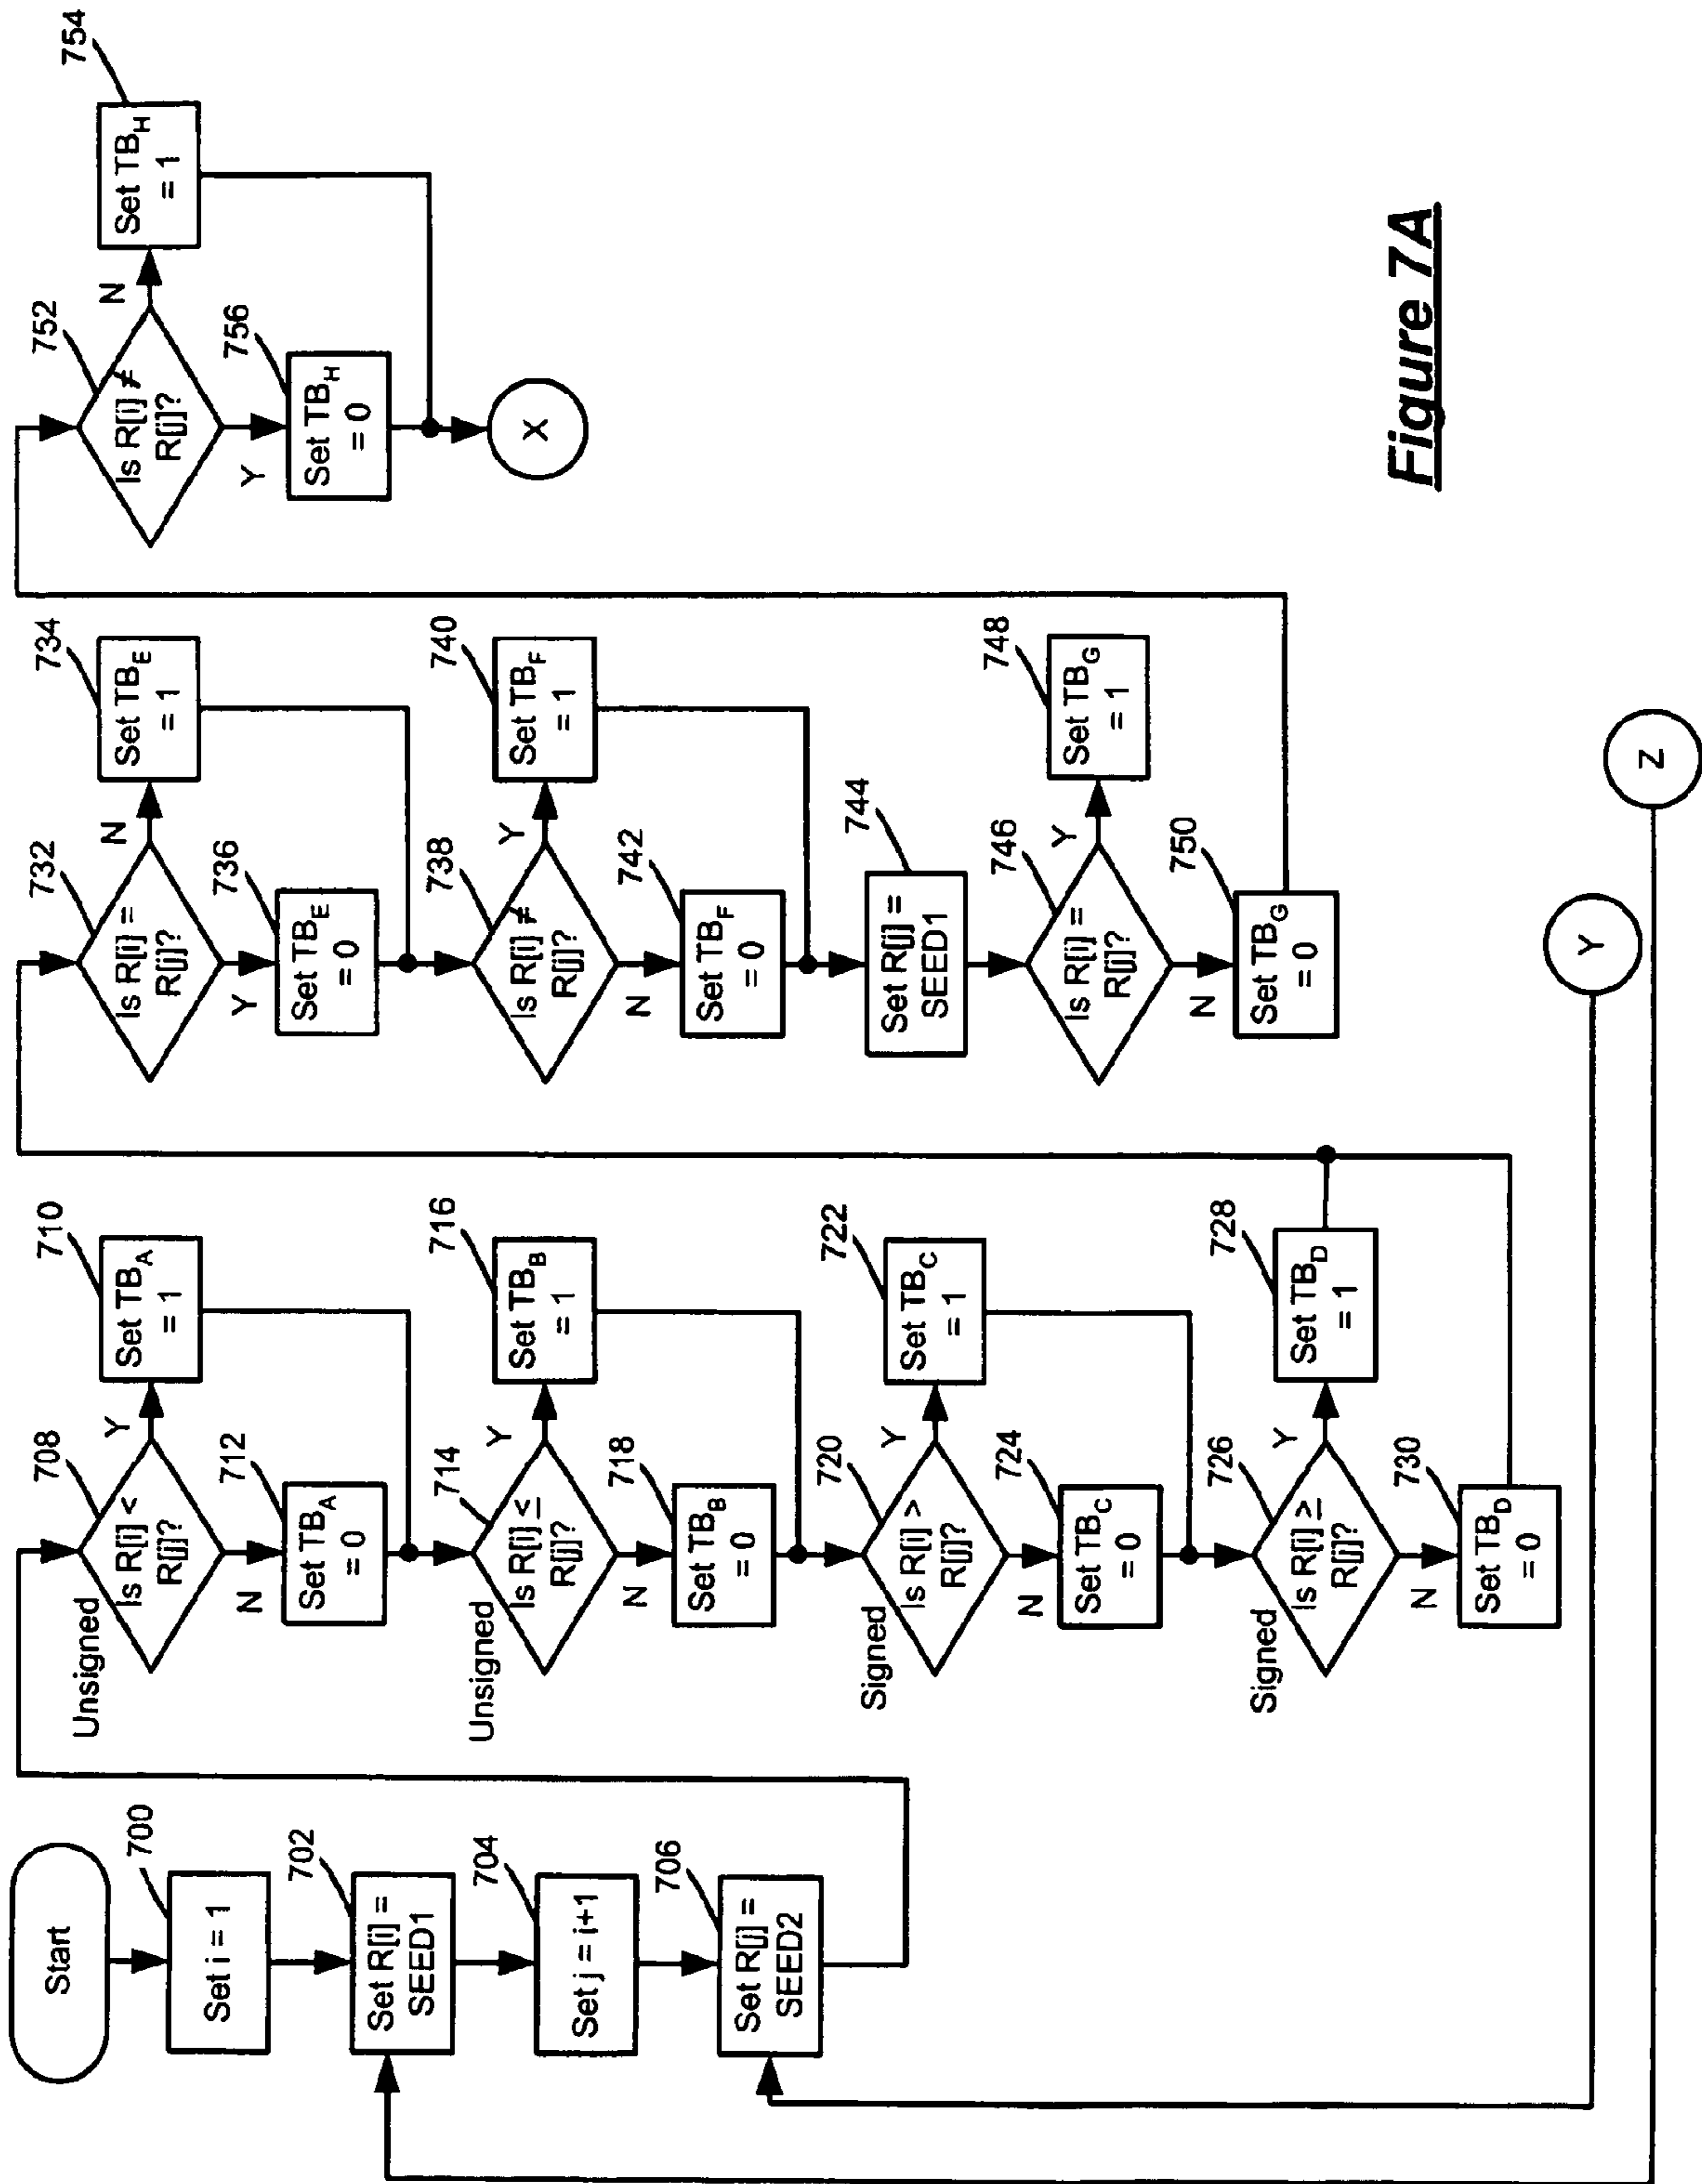 Start
700
Set i = 1
702
Set R[i] =
SEED1
704
Set j = i+1
706
Set R[j] =
SEED2
Unsigned
708
Is R[i] <
R[j]?
Y
710
Set TBA
= 1
N
712
Set TBA
= 0
Unsigned
714
Is R[i] ≤
R[j]?
Y
716
Set TBB
= 1
N
718
Set TBB
= 0
Signed
720
Is R[i] >
R[j]?
Y
722
Set TBC
= 1
N
724
Set TBC
= 0
Signed
726
Is R[i] ≥
R[j]?
Y
728
Set TBD
= 1
N
730
Set TBD
= 0
732
Is R[i] =
R[j]?
N
734
Set TBE
= 1
Y
736
Set TBE
= 0
738
Is R[i] ≠
R[j]?
Y
740
Set TBF
= 1
N
742
Set TBF
= 0
744
Set R[j] =
SEED1
746
Is R[i] =
R[j]?
Y
748
Set TBG
= 1
N
750
Set TBG
= 0
752
Is R[i] ≠
R[j]?
N
754
Set TBH
= 1
Y
756
Set TBH
= 0
X
Y
Z
Figure 7A